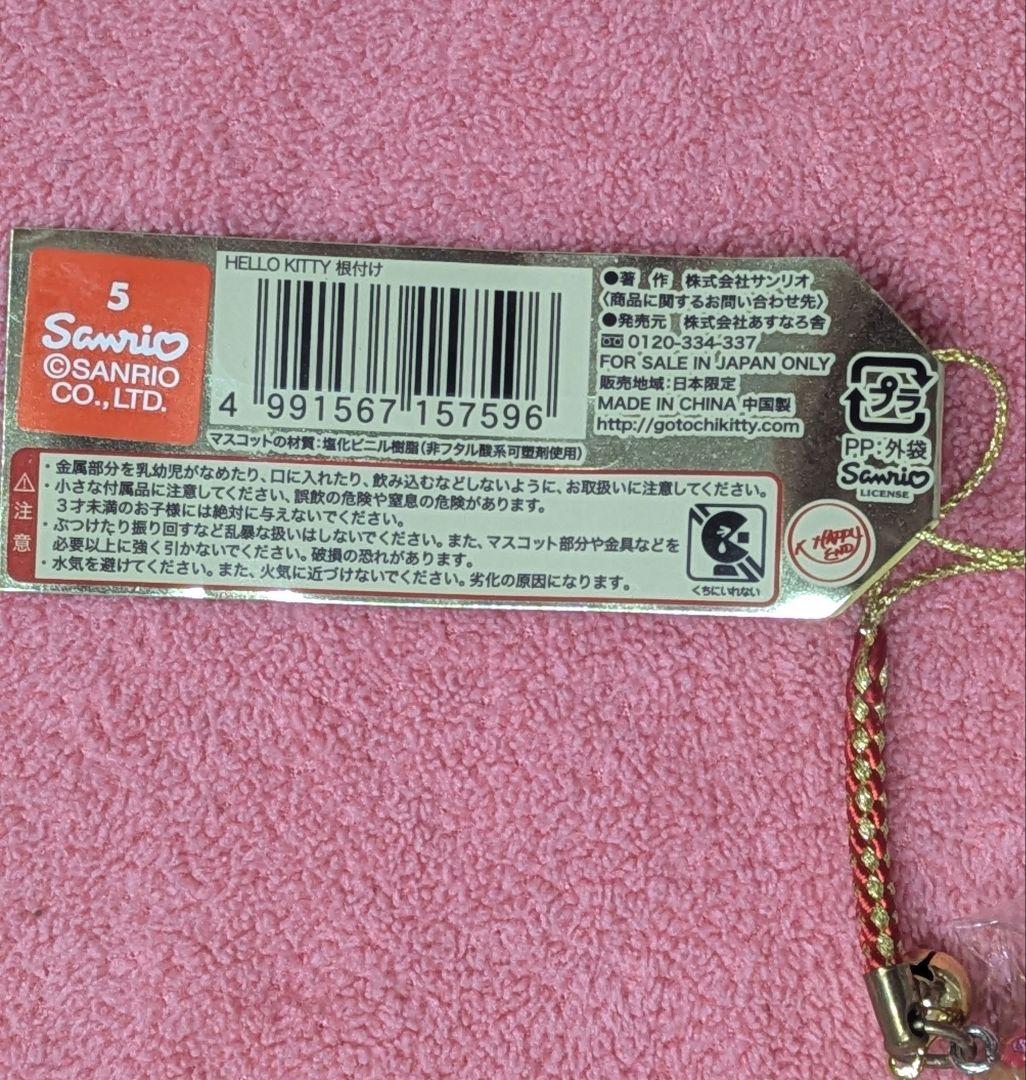 5
Sanrio
©SANRIO
CO.,LTD.
HELLO KITTY 根付け
4 991567 157596
マスコットの材質：塩化ビニル樹脂（非フタル酸系可塑剤使用）
●著　作　株式会社サンリオ
〈商品に関するお問い合わせ先〉
●発売元　株式会社あすなろ舎
0120-334-337
FOR SALE IN JAPAN ONLY
販売地域：日本限定
MADE IN CHINA 中国製
http://gotochikitty.com
プラ
PP：外袋
Sanrio
LICENSE
注意
・金属部分を乳幼児がなめたり、口に入れたり、飲み込むなどしないように、お取扱いに注意してください。
・小さな付属品に注意してください、誤飲の危険や窒息の危険があります。
３才未満のお子様には絶対に与えないでください。
・ぶつけたり振り回すなど乱暴な扱いはしないでください。また、マスコット部分や金具などを
必要以上に強く引かないでください。破損の恐れがあります。
・水気を避けてください。また、火気に近づけないでください。劣化の原因になります。
くちにいれない
HAPPY
END